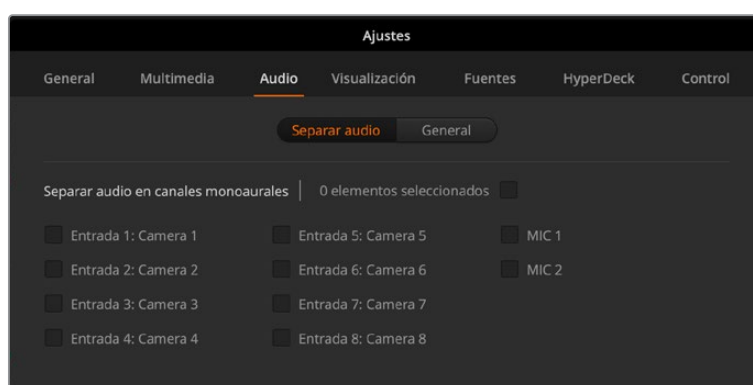 Ajustes
General Multimedia Audio Visualización Fuentes HyperDeck Control
Separar audio General
Separar audio en canales monoaurales 0 elementos seleccionados
Entrada 1: Camera 1 Entrada 5: Camera 5 MIC 1
Entrada 2: Camera 2 Entrada 6: Camera 6 MIC 2
Entrada 3: Camera 3 Entrada 7: Camera 7
Entrada 4: Camera 4 Entrada 8: Camera 8